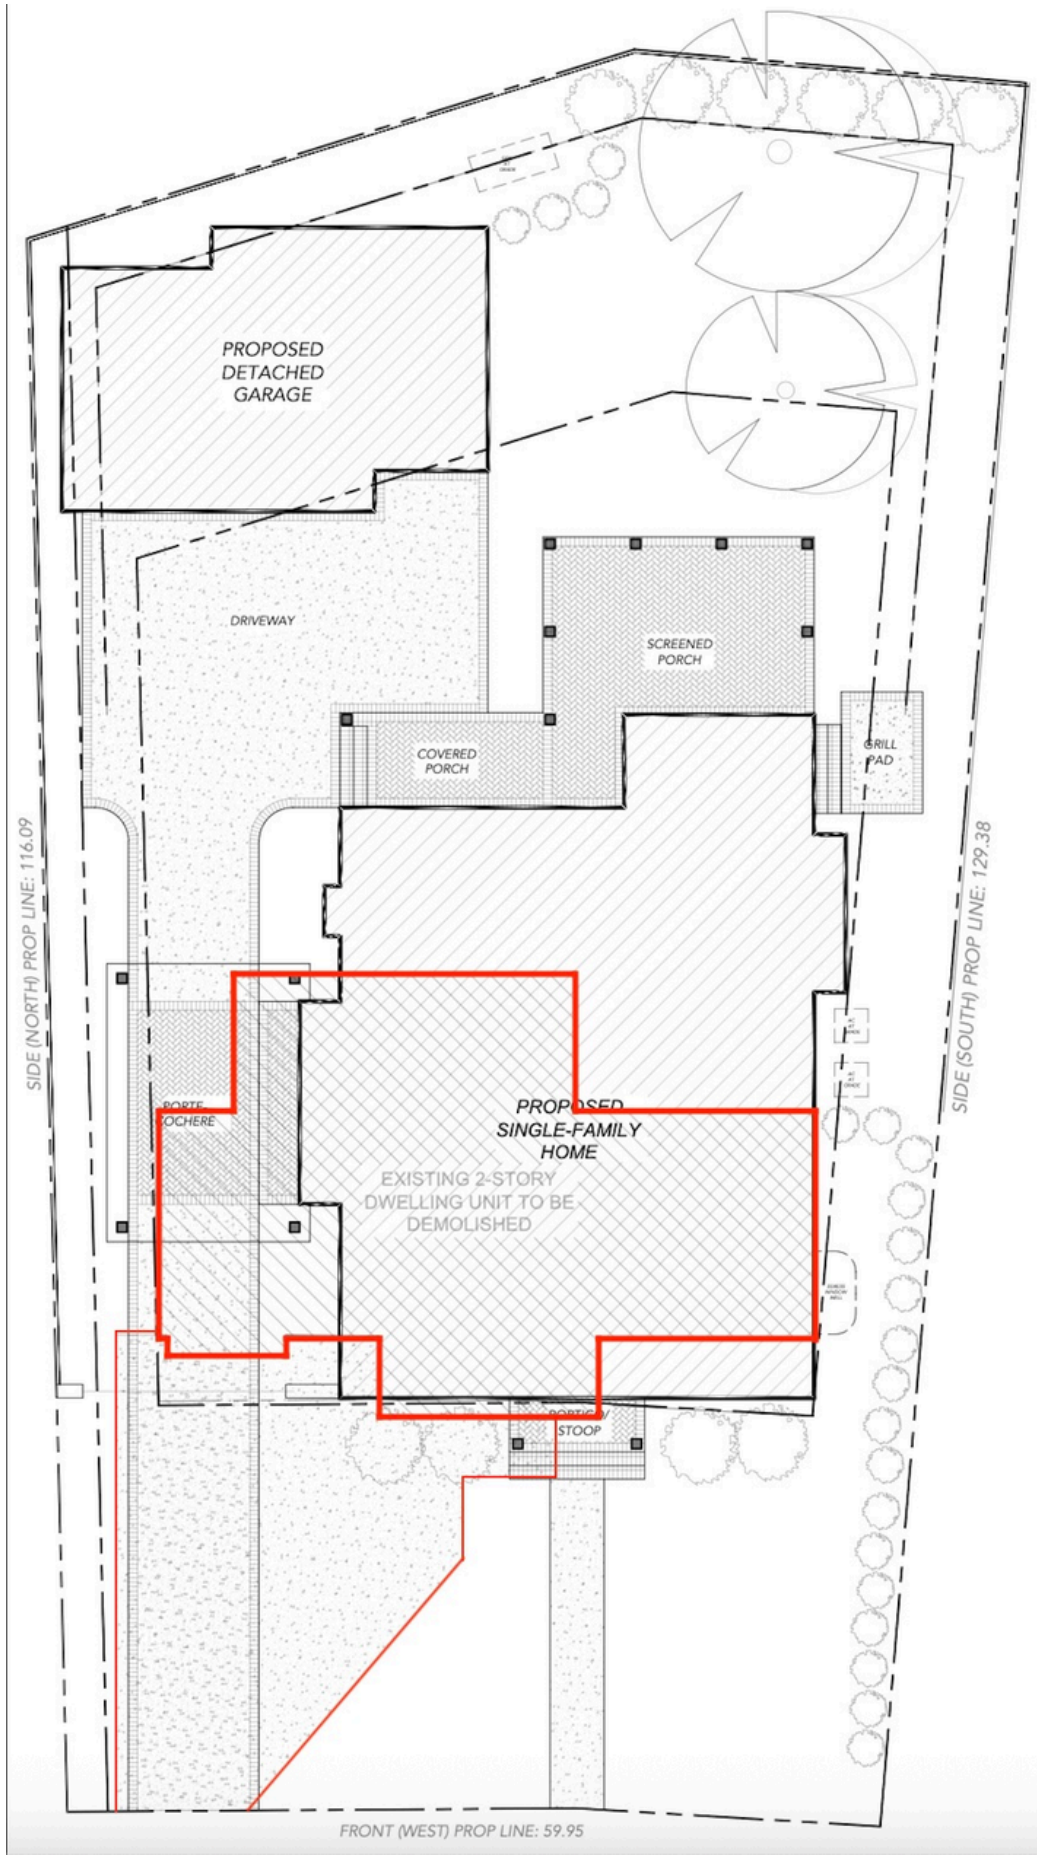 PROPOSED
DETACHED
GARAGE
DRIVEWAY
SCREENED
PORCH
COVERED
PORCH
GRILL
PAD
SIDE (NORTH) PROP LINE: 116.09
SIDE (SOUTH) PROP LINE: 129.38
PORTE-
COCHERE
PROPOSED
SINGLE-FAMILY
HOME
EXISTING 2-STORY
DWELLING UNIT TO BE
DEMOLISHED
PORTICO/
STOOP
FRONT (WEST) PROP LINE: 59.95